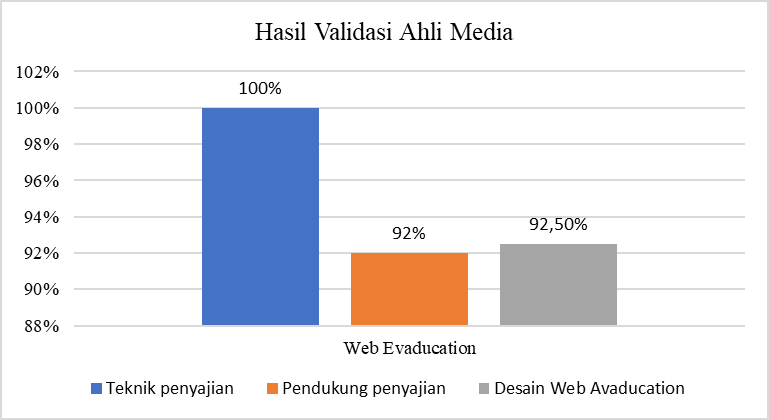 Hasil Validasi Ahli Media
102%
100%
98%
96%
94%
92%
90%
88%
100%
92%
92,50%
Web Evaducation
Teknik penyajian
Pendukung penyajian
Desain Web Avaducation